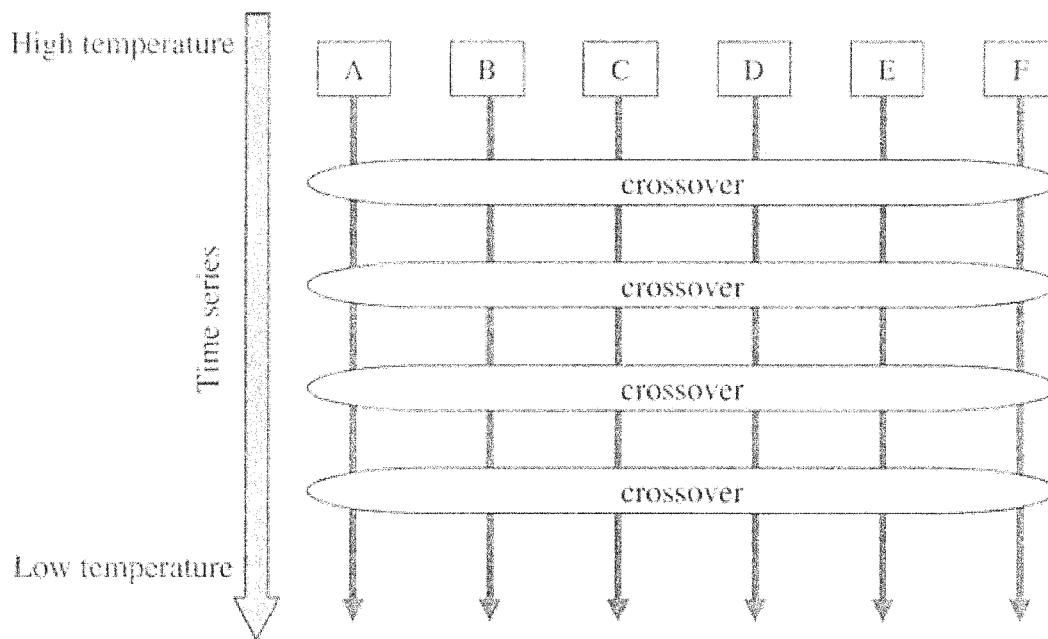 High temperature
A B C D E F
crossover
crossover
Time series
crossover
crossover
Low temperature